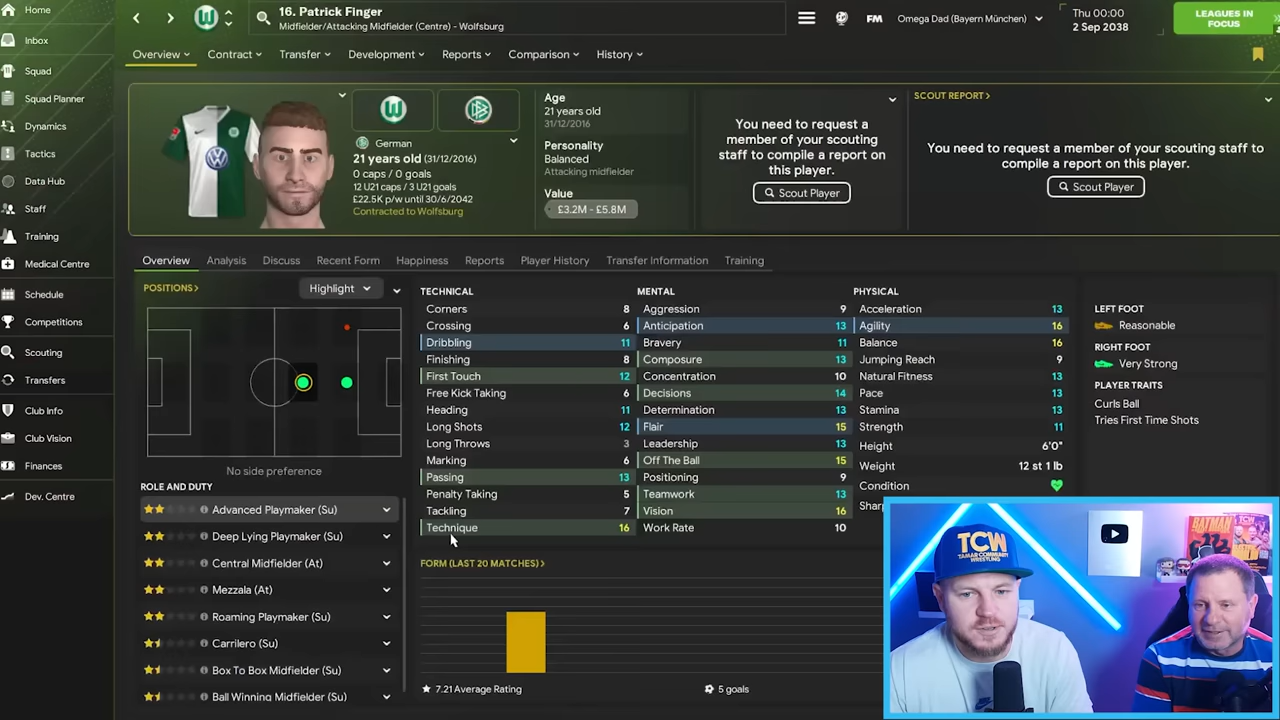 Home
Inbox
Squad
Squad Planner
Dynamics
Tactics
Data Hub
Staff
Training
Medical Centre
Schedule
Competitions
Scouting
Transfers
Club Info
Club Vision
Finances
Dev. Centre
16. Patrick Finger
Midfielder/Attacking Midfielder (Centre) - Wolfsburg
FM
Omega Dad (Bayern München)
Thu 00:00
2 Sep 2038
LEAGUES IN
FOCUS
Overview
Contract
Transfer
Development
Reports
Comparison
History
German
21 years old (31/12/2016)
0 caps / 0 goals
12 U21 caps / 3 U21 goals
£22.5K p/w until 30/6/2042
Contracted to Wolfsburg
Age
21 years old
31/12/2016
Personality
Balanced
Attacking midfielder
Value
£3.2M - £5.8M
You need to request a
member of your scouting
staff to compile a report on
this player.
Scout Player
SCOUT REPORT >
You need to request a member of your scouting staff to
compile a report on this player.
Scout Player
Overview
Analysis
Discuss
Recent Form
Happiness
Reports
Player History
Transfer Information
Training
POSITIONS >
Highlight
No side preference
ROLE AND DUTY
Advanced Playmaker (Su)
Deep Lying Playmaker (Su)
Central Midfielder (At)
Mezzala (At)
Roaming Playmaker (Su)
Carrilero (Su)
Box To Box Midfielder (Su)
Ball Winning Midfielder (Su)
TECHNICAL
Corners 8
Crossing 6
Dribbling 11
Finishing 8
First Touch 12
Free Kick Taking 6
Heading 11
Long Shots 12
Long Throws 3
Marking 6
Passing 13
Penalty Taking 5
Tackling 7
Technique 16
MENTAL
Aggression 9
Anticipation 13
Bravery 11
Composure 13
Concentration 10
Decisions 14
Determination 13
Flair 15
Leadership 13
Off The Ball 15
Positioning 9
Teamwork 13
Vision 16
Work Rate 10
PHYSICAL
Acceleration 13
Agility 16
Balance 16
Jumping Reach 9
Natural Fitness 13
Pace 13
Stamina 13
Strength 11
Height 6'0"
Weight 12 st 1 lb
Condition
Shar
LEFT FOOT
Reasonable
RIGHT FOOT
Very Strong
PLAYER TRAITS
Curls Ball
Tries First Time Shots
FORM (LAST 20 MATCHES) >
7.21 Average Rating
5 goals
TCW
TAMAR COMMUNITY
WRESTLING
BATMAN
TCW